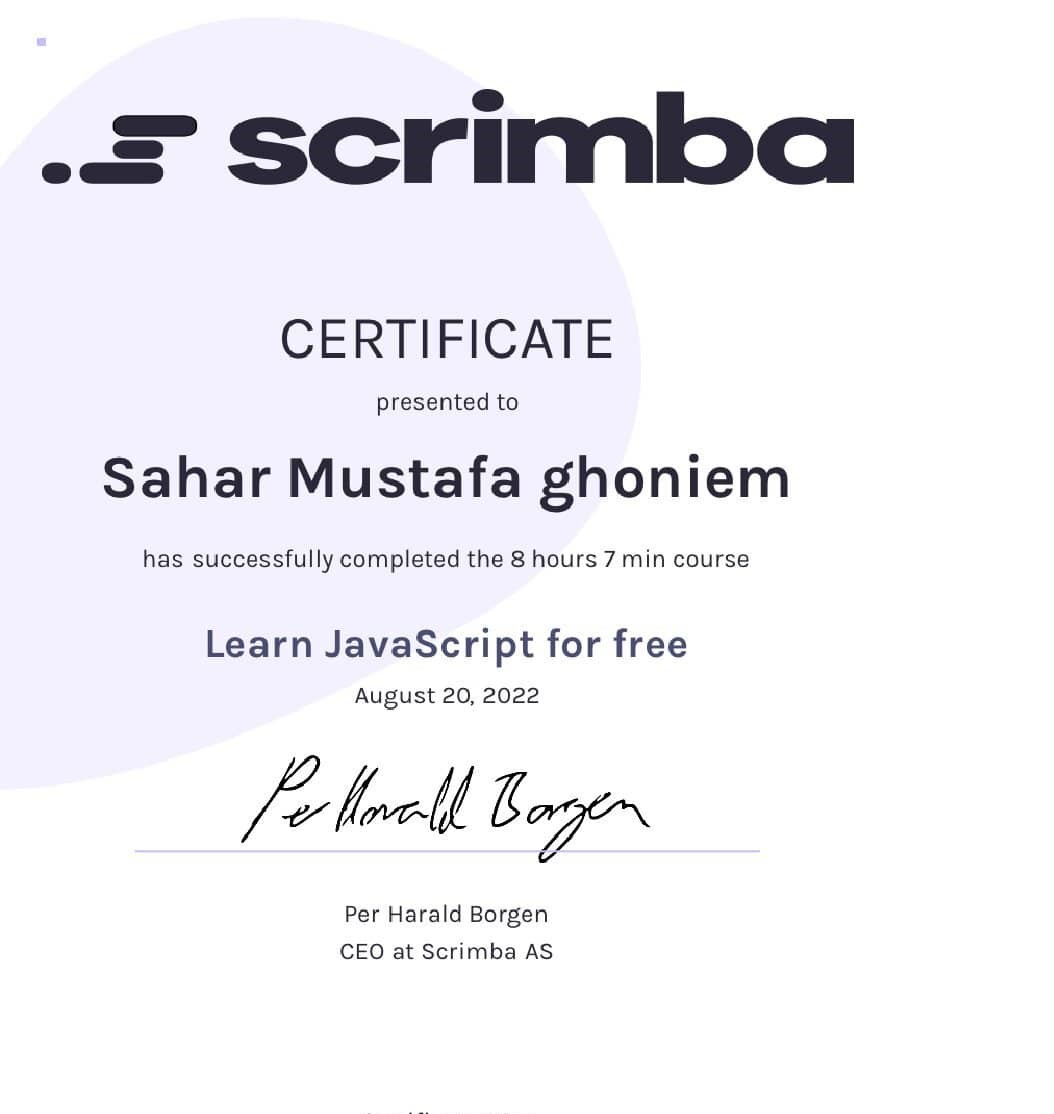 scrimba
CERTIFICATE
presented to
Sahar Mustafa ghoniem
has successfully completed the 8 hours 7 min course
Learn JavaScript for free
August 20, 2022
Per Harald Borgen
Per Harald Borgen
CEO at Scrimba AS